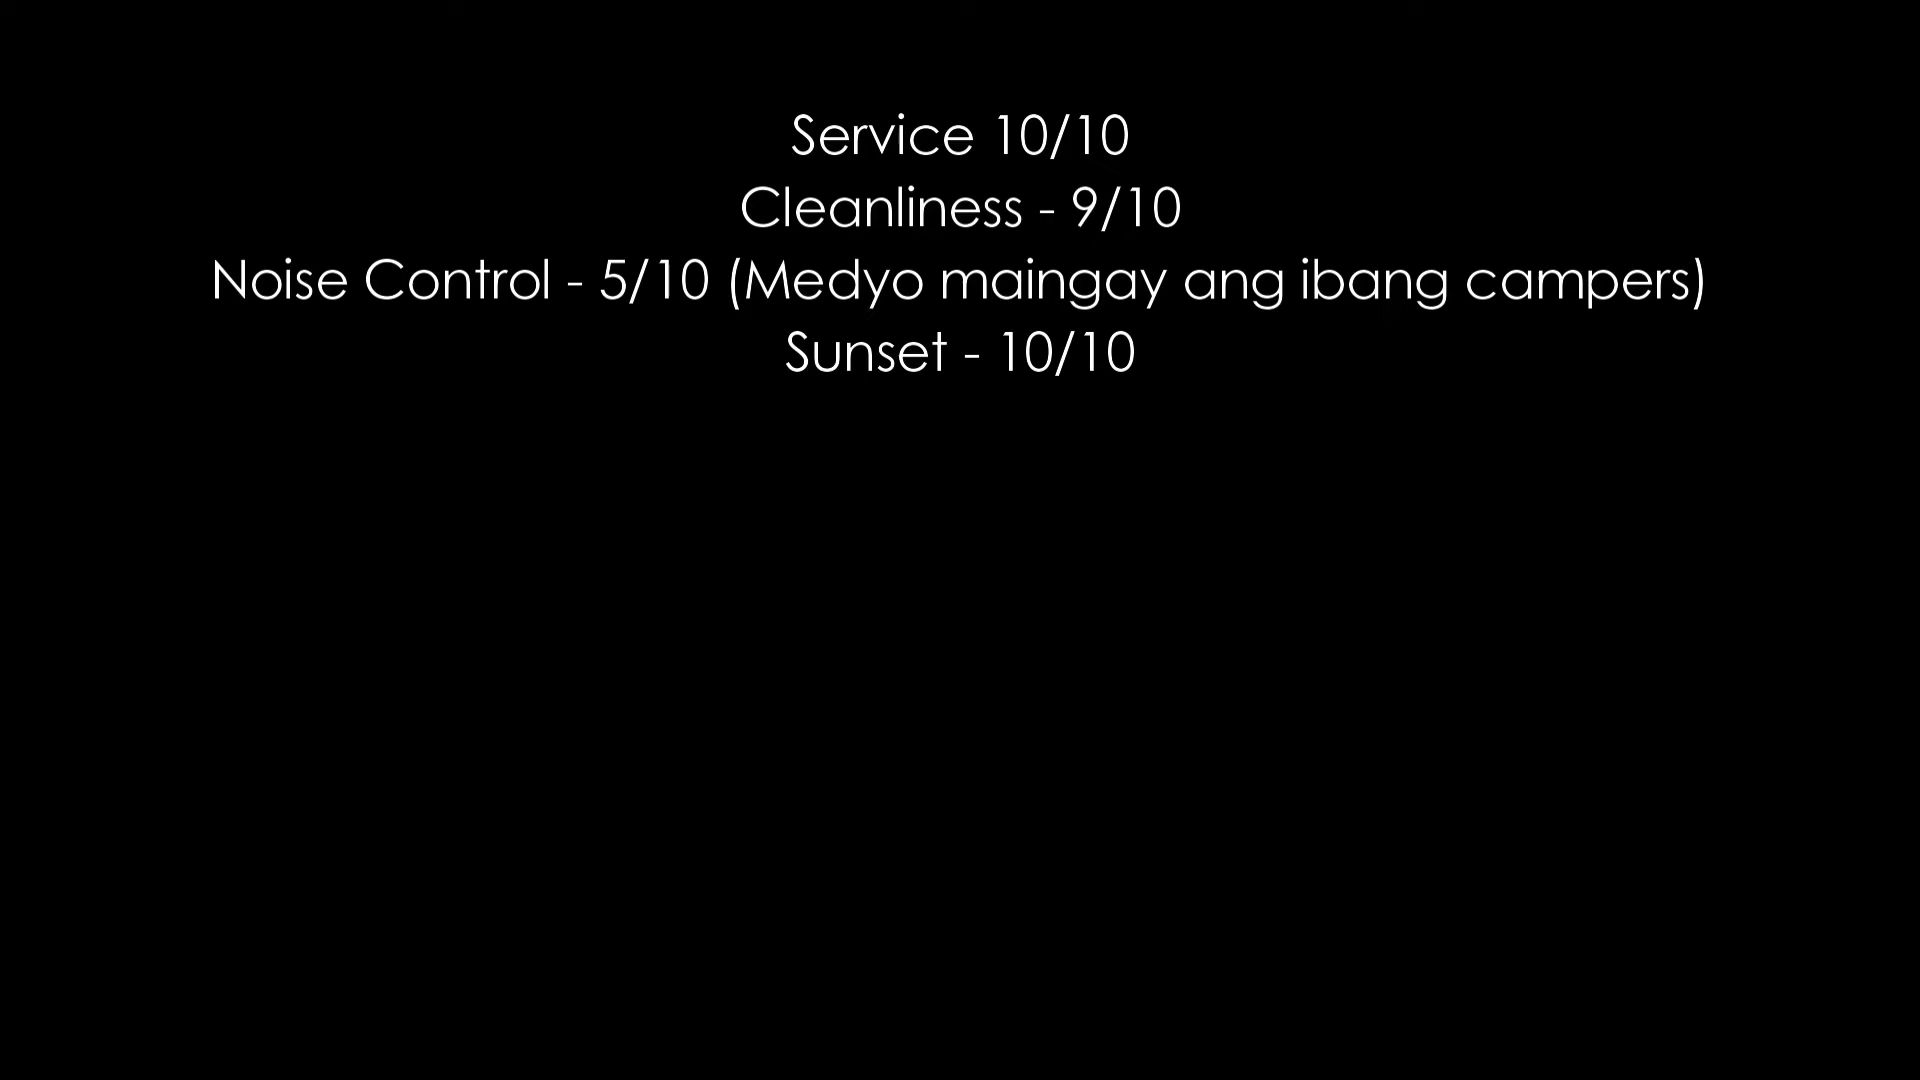 Service 10/10
Cleanliness - 9/10
Noise Control - 5/10 (Medyo maingay ang ibang campers)
Sunset - 10/10